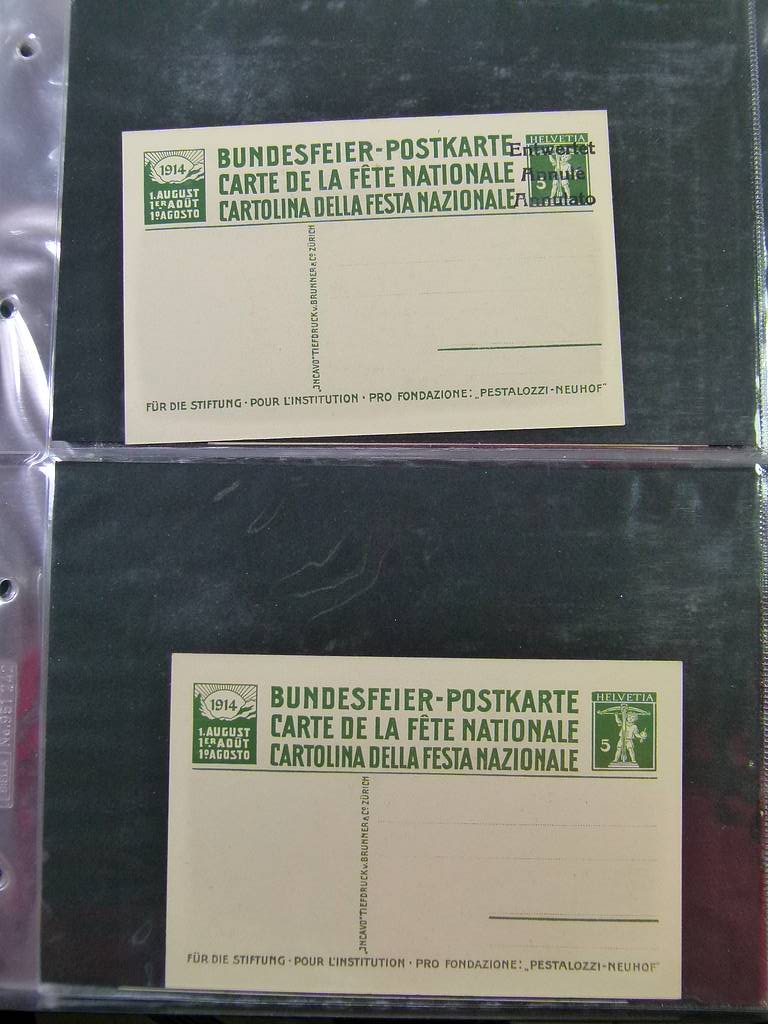 1914
1.AUGUST
1ER AOÛT
1º AGOSTO
BUNDESFEIER-POSTKARTE
CARTE DE LA FÊTE NATIONALE
CARTOLINA DELLA FESTA NAZIONALE
HELVETIA
5
Entwertet
Annulé
Annulato
„INCAVO" TIEFDRUCK v. BRUNNER & Cº ZÜRICH
FÜR DIE STIFTUNG · POUR L'INSTITUTION · PRO FONDAZIONE: „PESTALOZZI-NEUHOF"
1914
1.AUGUST
1ER AOÛT
1º AGOSTO
BUNDESFEIER-POSTKARTE
CARTE DE LA FÊTE NATIONALE
CARTOLINA DELLA FESTA NAZIONALE
HELVETIA
5
„INCAVO" TIEFDRUCK v. BRUNNER & Cº ZÜRICH
FÜR DIE STIFTUNG · POUR L'INSTITUTION · PRO FONDAZIONE: „PESTALOZZI-NEUHOF"